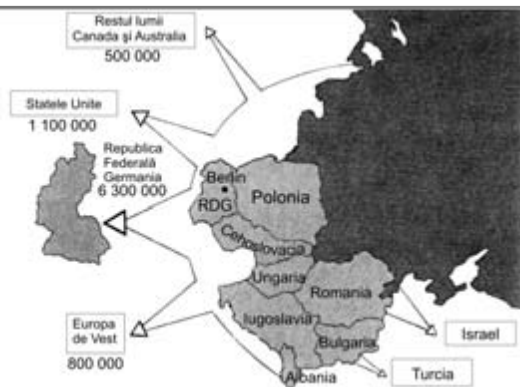 Restul lumii
Canada și Australia
500 000
Statele Unite
1 100 000
Republica
Federală
Germania
6 300 000
Berlin
RDG
Polonia
Cehoslovacia
Ungaria
Romania
Iugoslavia
Bulgaria
Albania
Europa
de Vest
800 000
Israel
Turcia